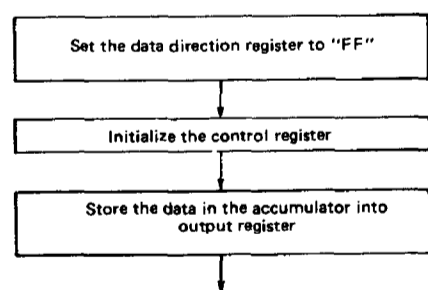 Set the data direction register to "FF"
Initialize the control register
Store the data in the accumulator into
output register